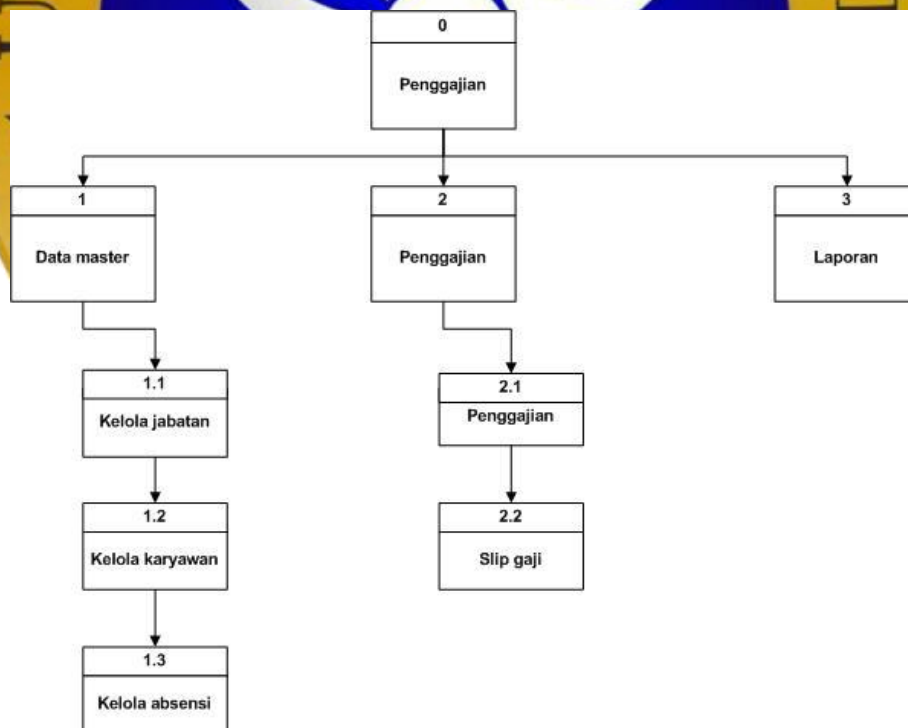 0
Penggajian
1
Data master
2
Penggajian
3
Laporan
1.1
Kelola jabatan
1.2
Kelola karyawan
1.3
Kelola absensi
2.1
Penggajian
2.2
Slip gaji